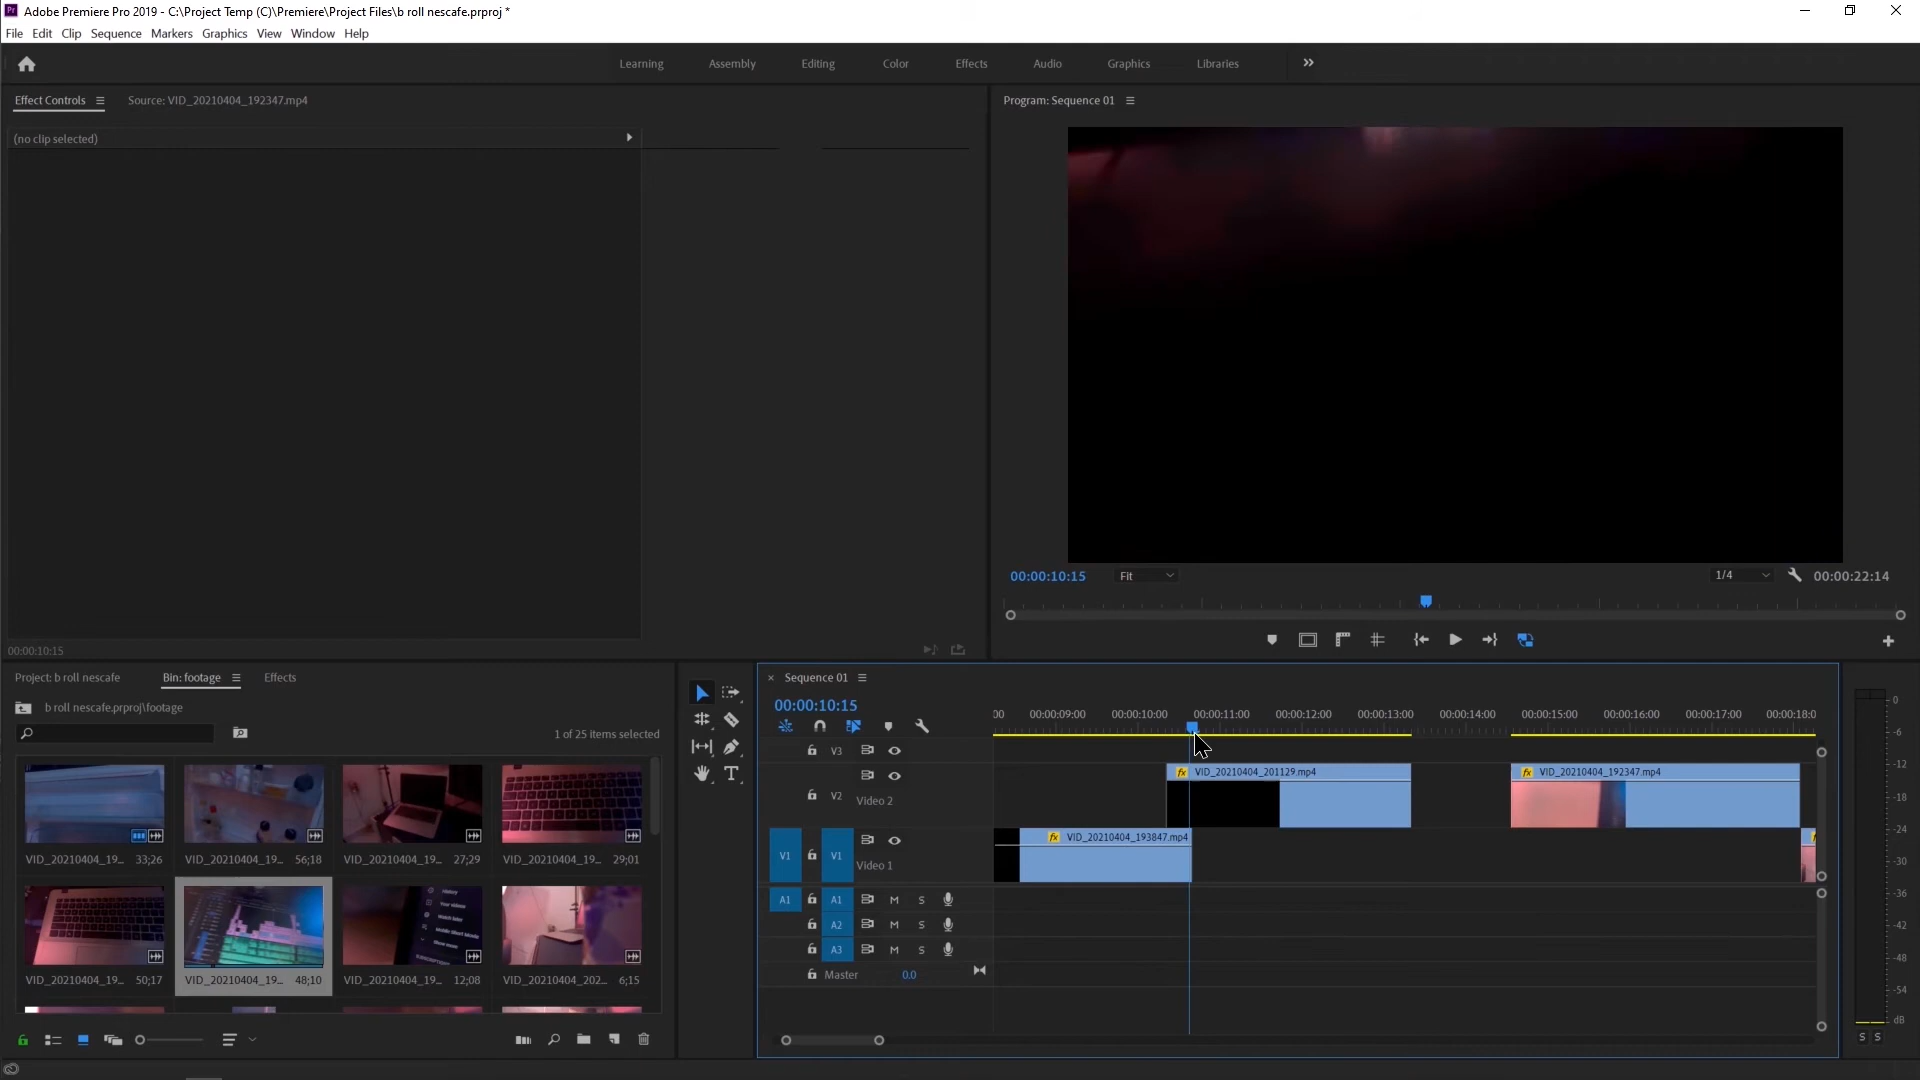 Adobe Premiere Pro 2019 - C:\Project Temp (C)\Premiere\Project Files\b roll nescafe.prproj *
File Edit Clip Sequence Markers Graphics View Window Help
Learning Assembly Editing Color Effects Audio Graphics Libraries
Effect Controls Source: VID_20210404_192347.mp4
(no clip selected)
00:00:10:15
Program: Sequence 01
00:00:10:15 Fit 1/4 00:00:22:14
Project: b roll nescafe Bin: footage Effects
b roll nescafe.prproj\footage
1 of 25 items selected
VID_20210404_19... 33;26 VID_20210404_19... 56;18 VID_20210404_19... 27;29 VID_20210404_19... 29;01
History
Your videos
Watch later
Show more
VID_20210404_19... 50;17 VID_20210404_19... 48;10 VID_20210404_19... 12;08 VID_20210404_202... 6;15
× Sequence 01
00:00:10:15
00 00:00:09:00 00:00:10:00 00:00:11:00 00:00:12:00 00:00:13:00 00:00:14:00 00:00:15:00 00:00:16:00 00:00:17:00 00:00:18:0
V3
fx VID_20210404_201129.mp4 fx VID_20210404_192347.mp4
V2 Video 2
fx VID_20210404_193847.mp4
V1 V1 Video 1
A1 A1 M S
A2 M S
A3 M S
Master 0.0
0
-6
-12
-18
-24
-30
-36
-42
-48
-54
dB
S S